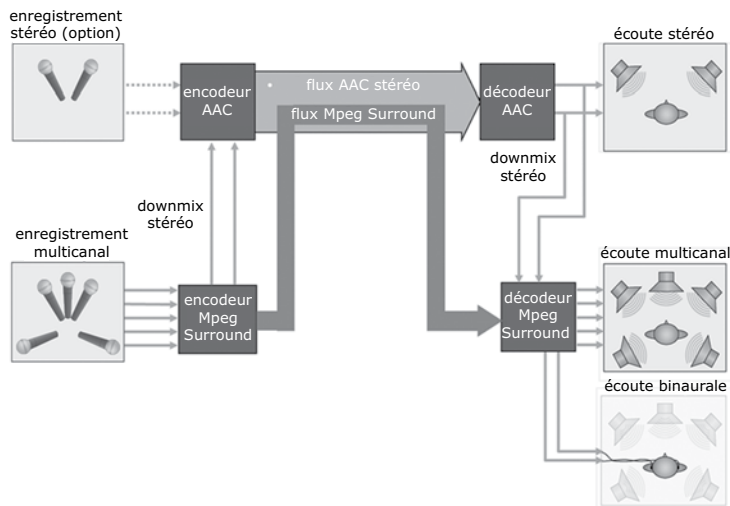 enregistrement
stéréo (option)
encodeur
AAC
flux AAC stéréo
flux Mpeg Surround
décodeur
AAC
écoute stéréo
downmix
stéréo
downmix
stéréo
enregistrement
multicanal
encodeur
Mpeg
Surround
décodeur
Mpeg
Surround
écoute multicanal
écoute binaurale